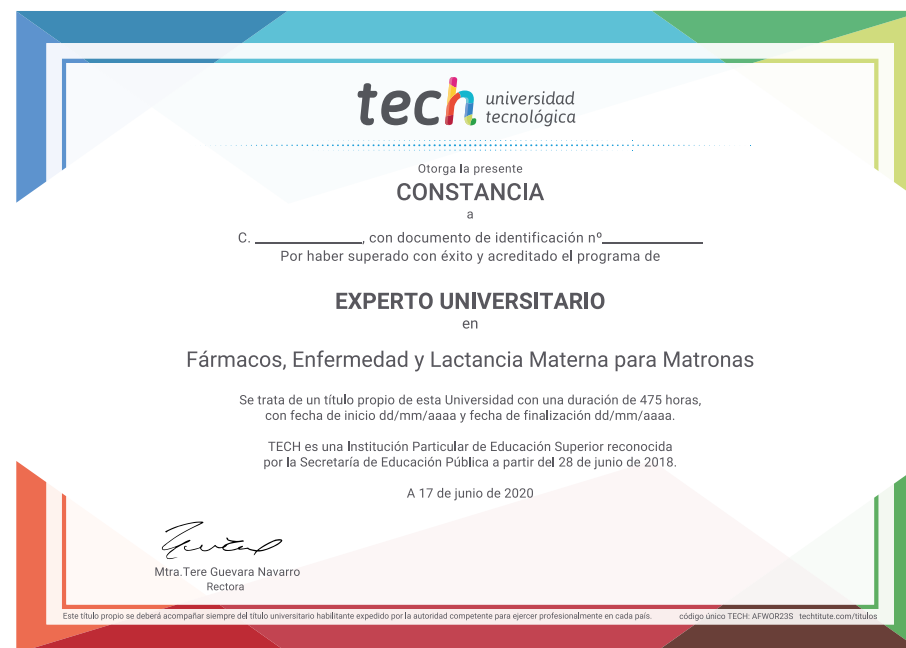 tech universidad
tecnológica
Otorga la presente
CONSTANCIA
a
C. ____________, con documento de identificación nº____________
Por haber superado con éxito y acreditado el programa de
EXPERTO UNIVERSITARIO
en
Fármacos, Enfermedad y Lactancia Materna para Matronas
Se trata de un título propio de esta Universidad con una duración de 475 horas,
con fecha de inicio dd/mm/aaaa y fecha de finalización dd/mm/aaaa.
TECH es una Institución Particular de Educación Superior reconocida
por la Secretaría de Educación Pública a partir del 28 de junio de 2018.
A 17 de junio de 2020
Mtra.Tere Guevara Navarro
Rectora
Este título propio se deberá acompañar siempre del título universitario habilitante expedido por la autoridad competente para ejercer profesionalmente en cada país. código único TECH: AFWOR23S techtitute.com/titulos